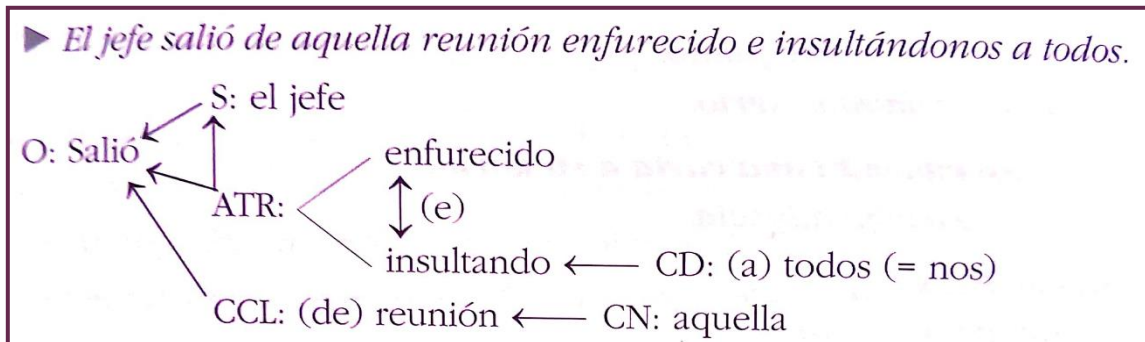 ▶ El jefe salió de aquella reunión enfurecido e insultándonos a todos.
S: el jefe
O: Salió
enfurecido
ATR:
(e)
insultando ← CD: (a) todos (= nos)
CCL: (de) reunión ← CN: aquella